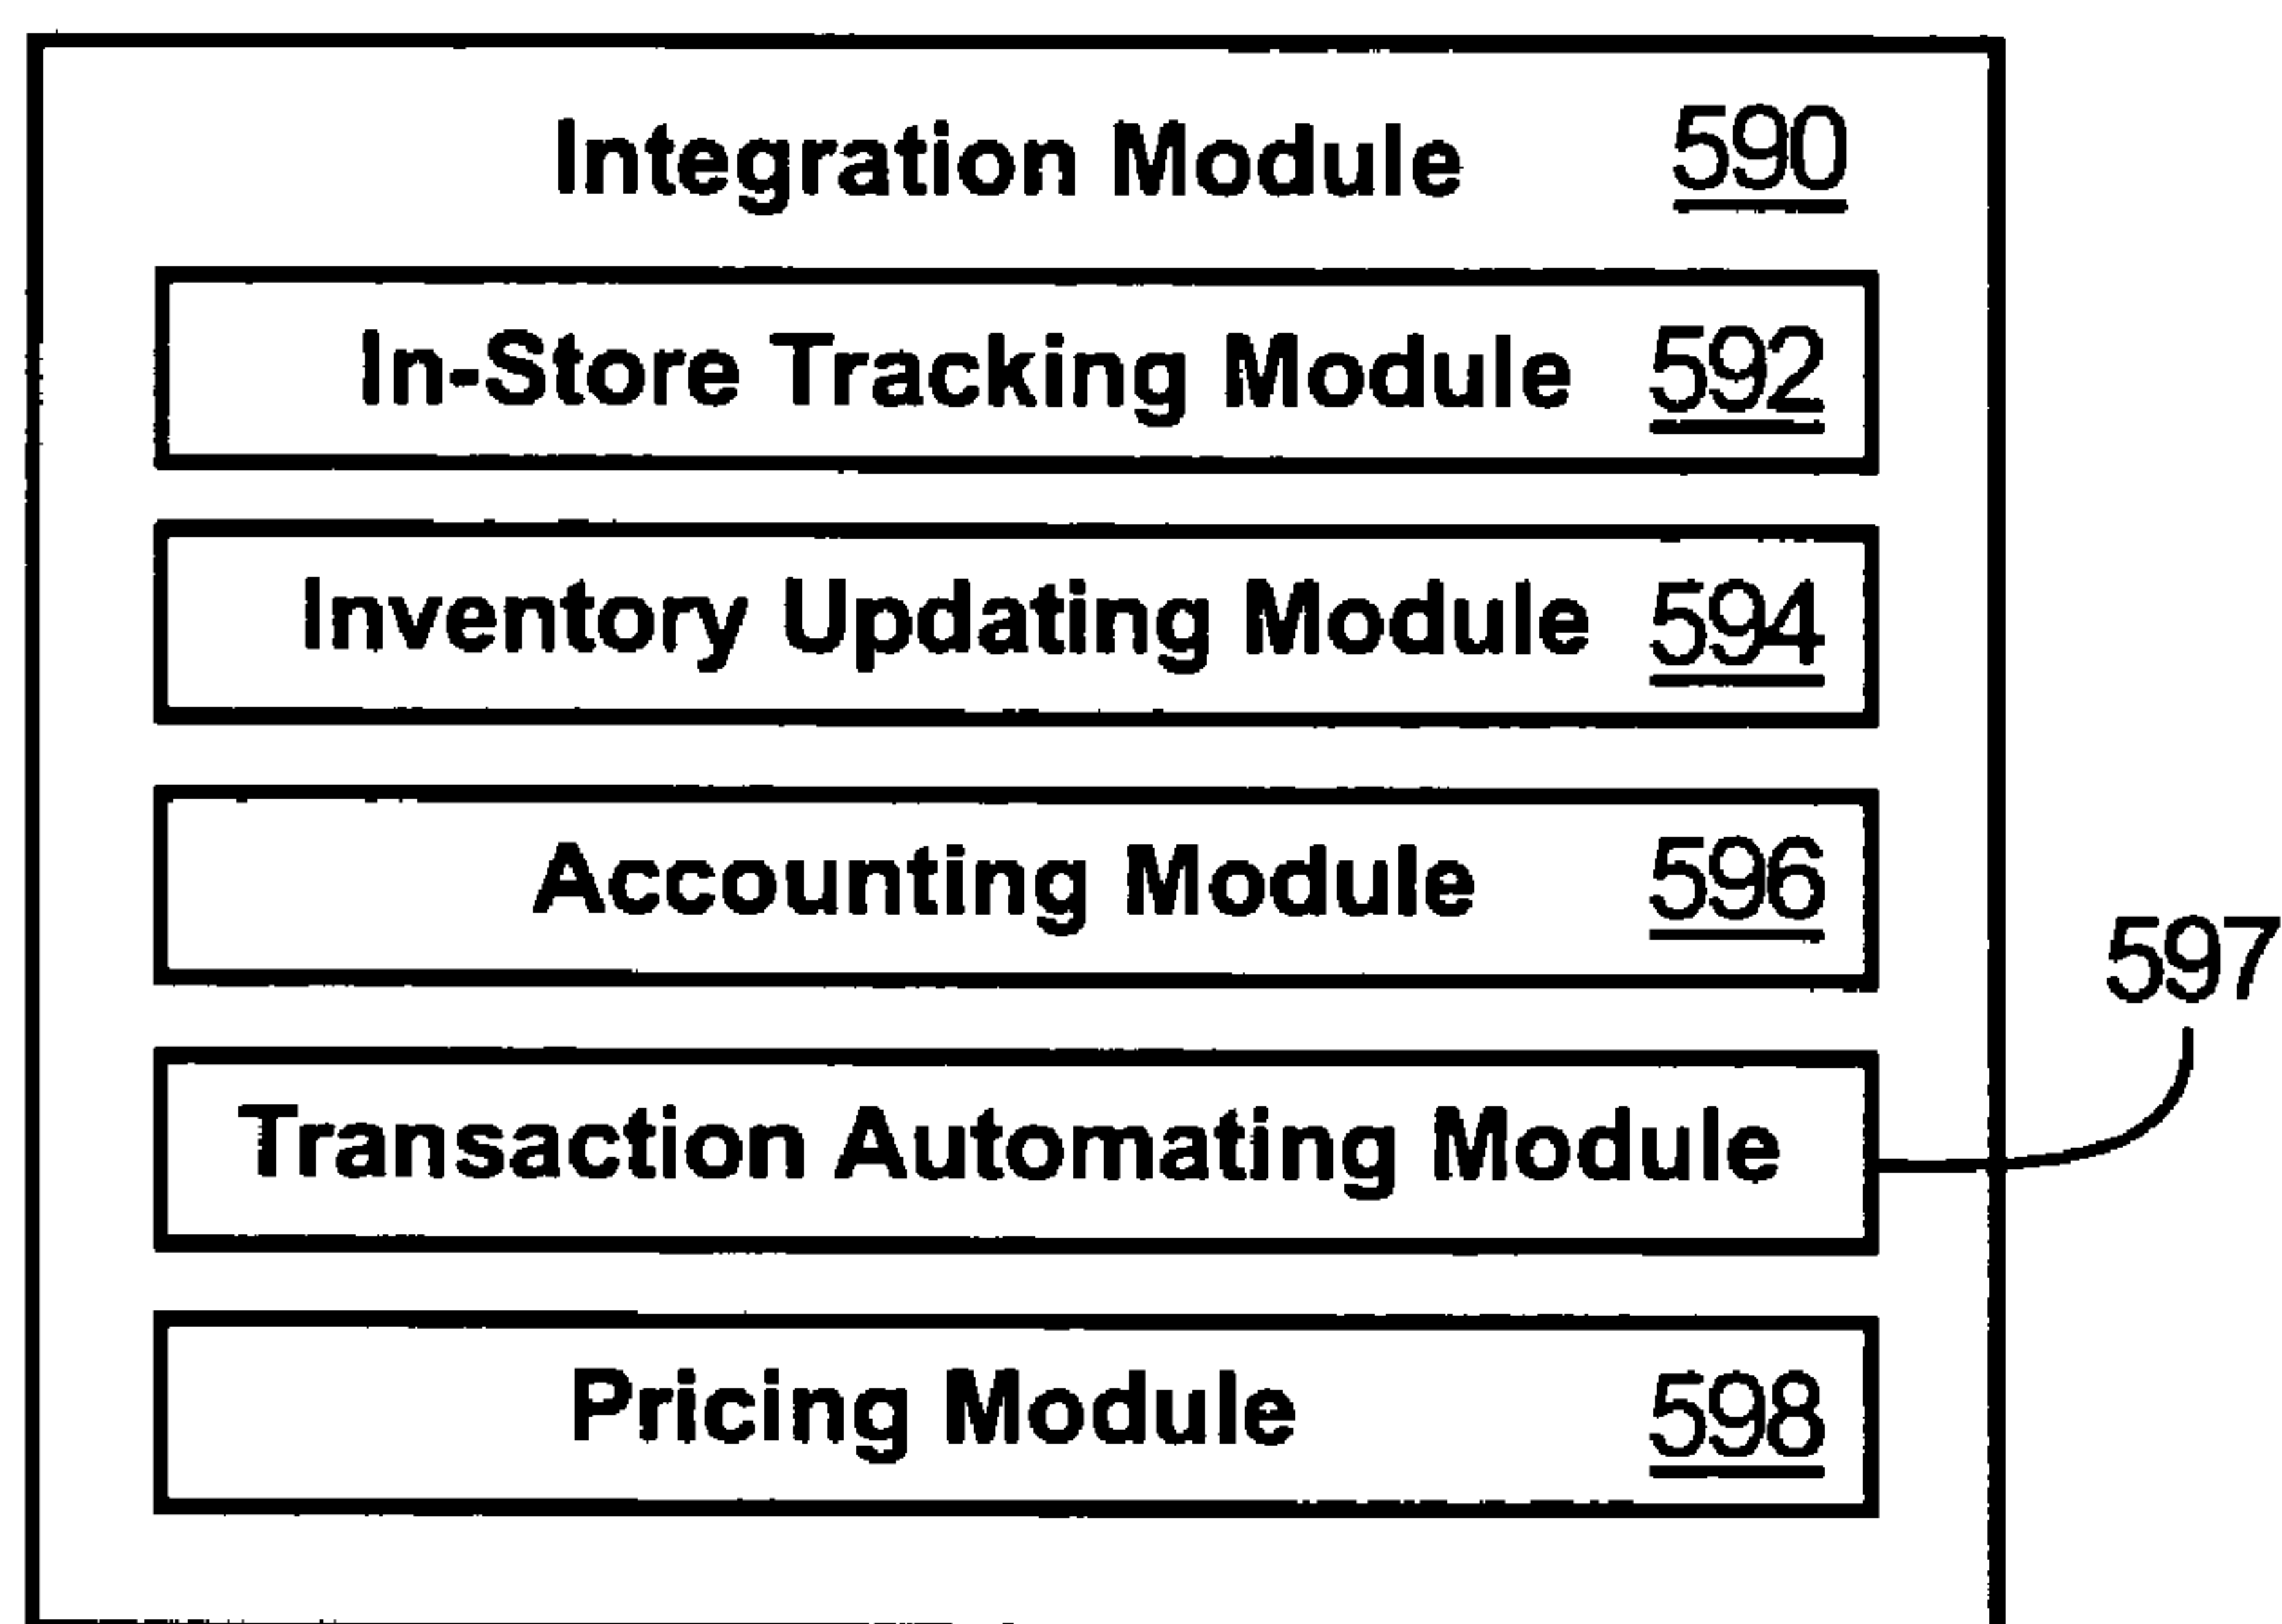 Integration Module 590
In-Store Tracking Module 592
Inventory Updating Module 594
Accounting Module 596
597
Transaction Automating Module
Pricing Module 598